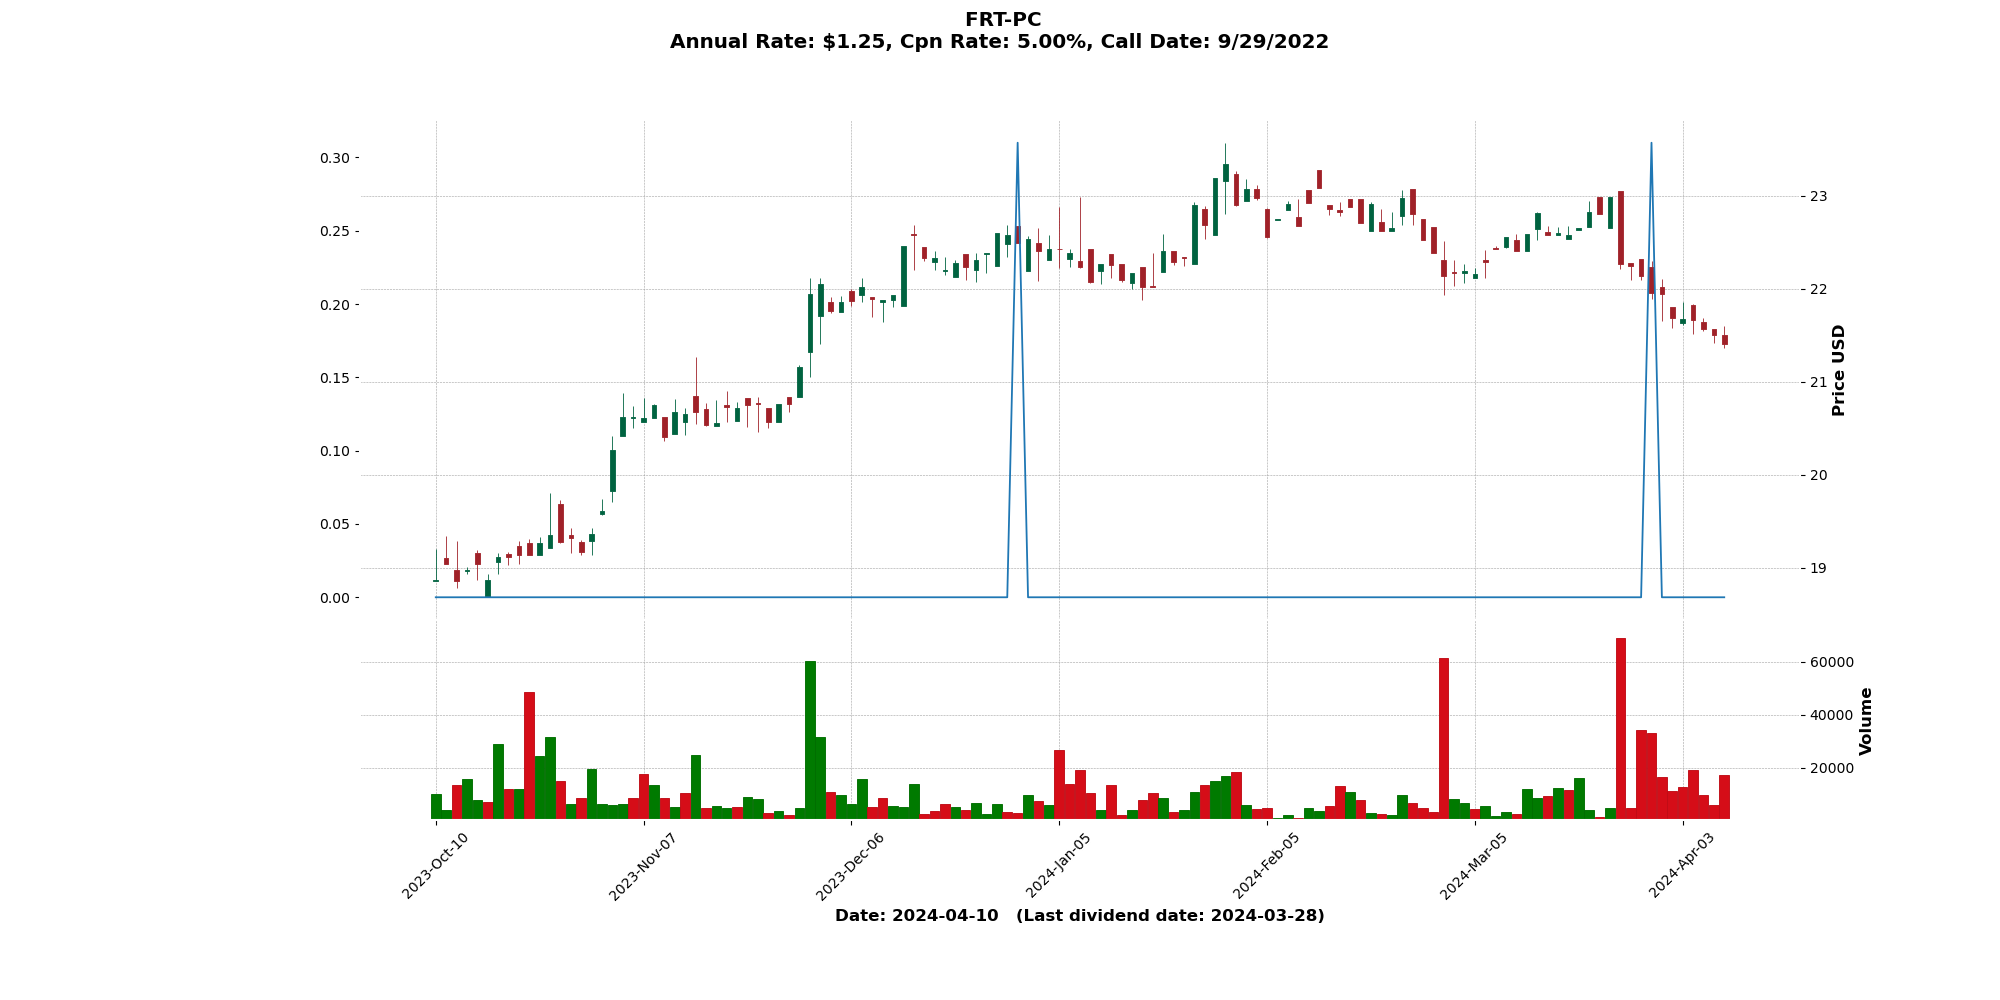 FRT-PC
Annual Rate: $1.25, Cpn Rate: 5.00%, Call Date: 9/29/2022
0.30
0.25
0.20
0.15
0.10
0.05
0.00
23
22
21
20
19
Price USD
60000
40000
20000
Volume
2023-Oct-10
2023-Nov-07
2023-Dec-06
2024-Jan-05
2024-Feb-05
2024-Mar-05
2024-Apr-03
Date: 2024-04-10 (Last dividend date: 2024-03-28)